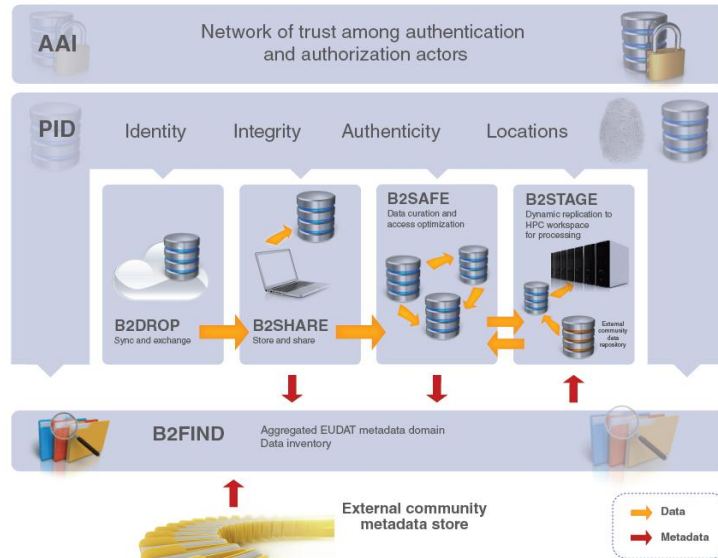 AAI
Network of trust among authentication
and authorization actors
PID
Identity
Integrity
Authenticity
Locations
B2DROP
Sync and exchange
B2SHARE
Store and share
B2SAFE
Data curation and
access optimization
B2STAGE
Dynamic replication to
HPC workspace
for processing
External
community
data
repository
B2FIND
Aggregated EUDAT metadata domain
Data inventory
External community
metadata store
Data
Metadata